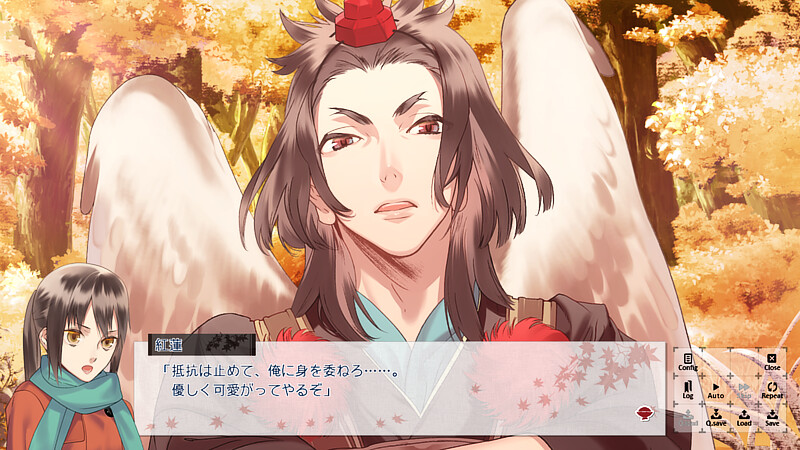 紅蓮
「抵抗は止めて、俺に身を委ねろ……。
優しく可愛がってやるぞ」
Config
Close
Log
Auto
Skip
Repeat
Q.save
Load
Save